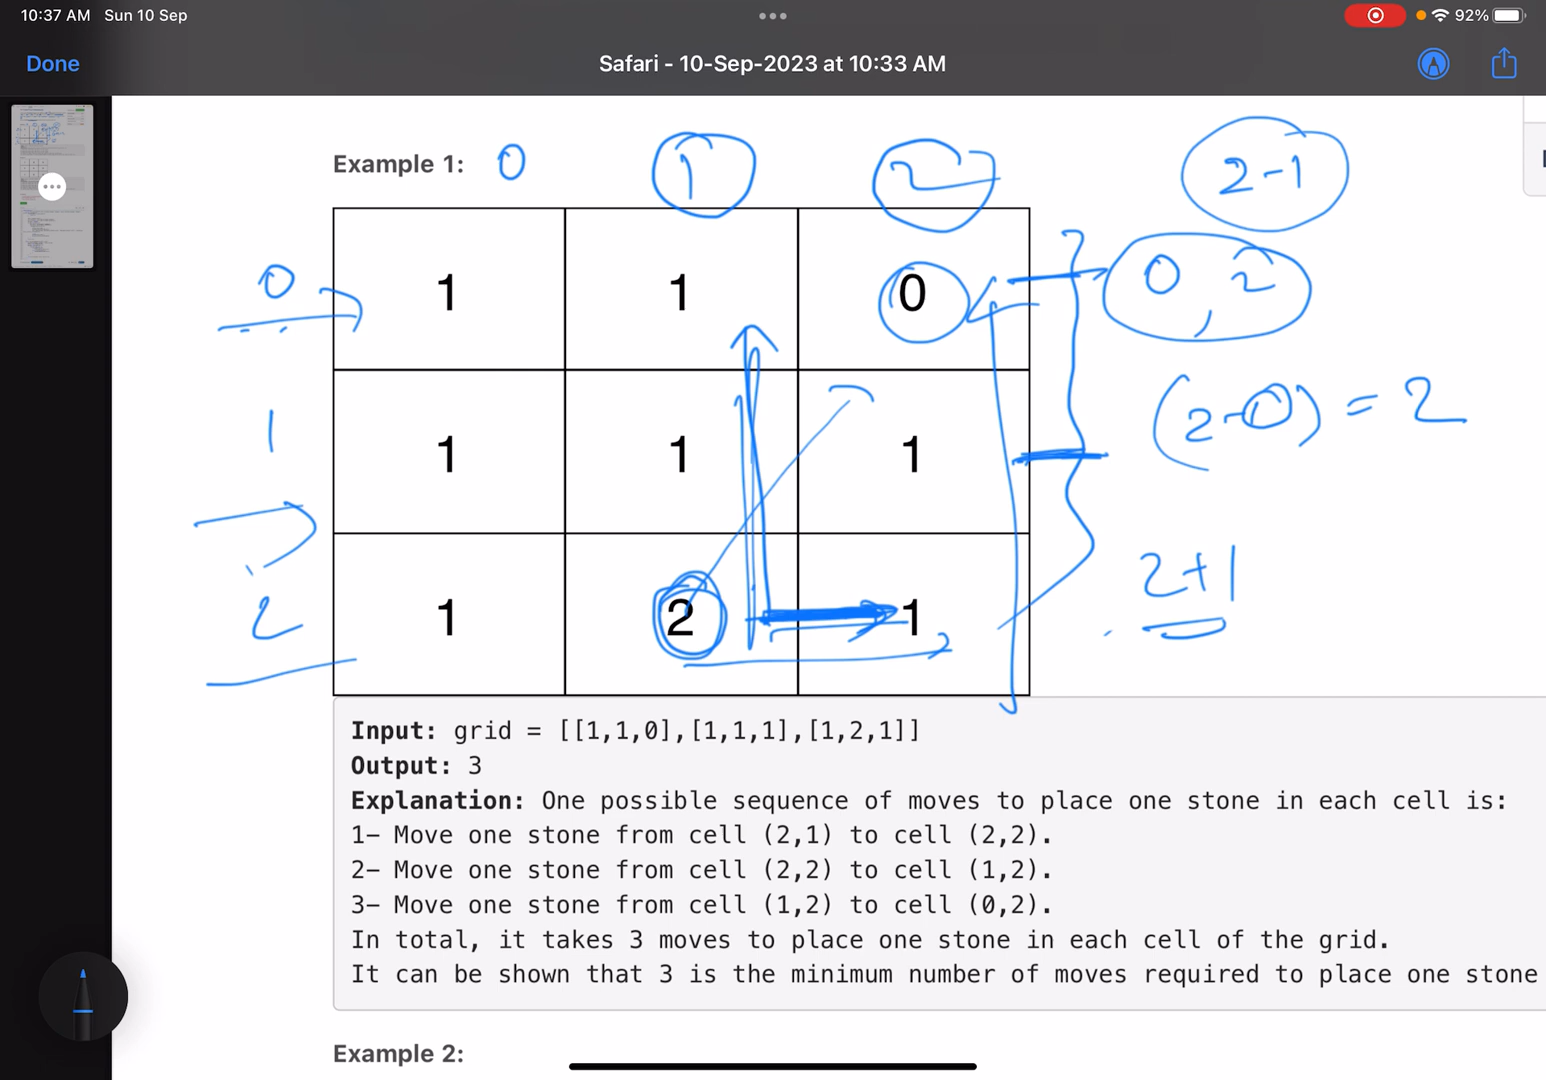 10:37 AM Sun 10 Sep
92%
Done
Safari - 10-Sep-2023 at 10:33 AM
Example 1: 0 1 2 2-1
0 1 1 0 0, 2
(2-0) = 2
1 1 1 1
2 1 2 1 2+1
Input: grid = [[1,1,0],[1,1,1],[1,2,1]]
Output: 3
Explanation: One possible sequence of moves to place one stone in each cell is:
1- Move one stone from cell (2,1) to cell (2,2).
2- Move one stone from cell (2,2) to cell (1,2).
3- Move one stone from cell (1,2) to cell (0,2).
In total, it takes 3 moves to place one stone in each cell of the grid.
It can be shown that 3 is the minimum number of moves required to place one stone
Example 2: